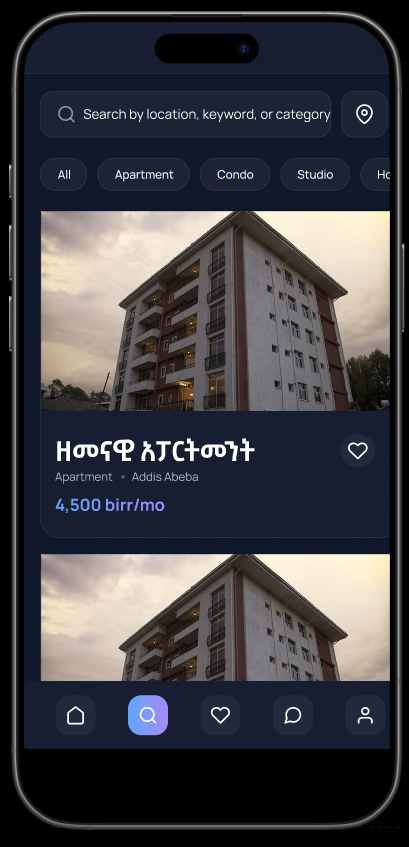 Search by location, keyword, or category
All
Apartment
Condo
Studio
Ho
ዘመናዊ አፓርትመንት
Apartment • Addis Abeba
4,500 birr/mo